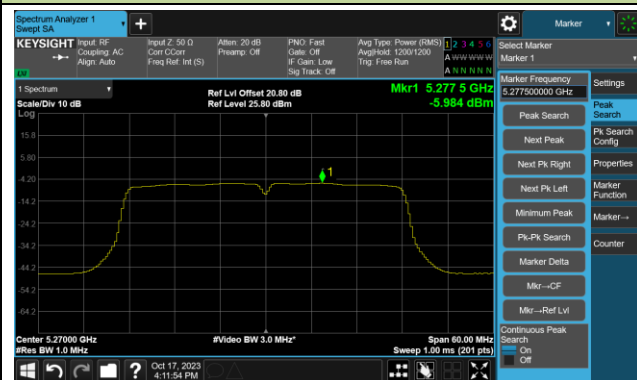 Spectrum Analyzer 1
Swept SA
+
Marker
KEYSIGHT
Input: RF
Coupling: AC
Align: Auto
Input Z: 50 Ω
Corr CCorr
Freq Ref: Int (S)
Atten: 20 dB
Preamp: Off
PNO: Fast
Gate: Off
IF Gain: Low
Sig Track: Off
Avg Type: Power (RMS)
Avg|Hold: 1200/1200
Trig: Free Run
1 2 3 4 5 6
A W W W W W
A N N N N N
Select Marker
Marker 1
1 Spectrum
Scale/Div 10 dB
Log
Ref Lvl Offset 20.80 dB
Ref Level 25.80 dBm
Mkr1 5.277 5 GHz
-5.984 dBm
15.8
5.80
-4.20
-14.2
-24.2
-34.2
-44.2
-54.2
-64.2
1
Center 5.27000 GHz
#Res BW 1.0 MHz
#Video BW 3.0 MHz*
Span 60.00 MHz
Sweep 1.00 ms (201 pts)
Marker Frequency
5.277500000 GHz
Peak Search
Next Peak
Next Pk Right
Next Pk Left
Minimum Peak
Pk-Pk Search
Marker Delta
Mkr→CF
Mkr→Ref Lvl
Continuous Peak
Search
On
Off
Settings
Peak
Search
Pk Search
Config
Properties
Marker
Function
Marker→
Counter
?
Oct 17, 2023
4:11:54 PM